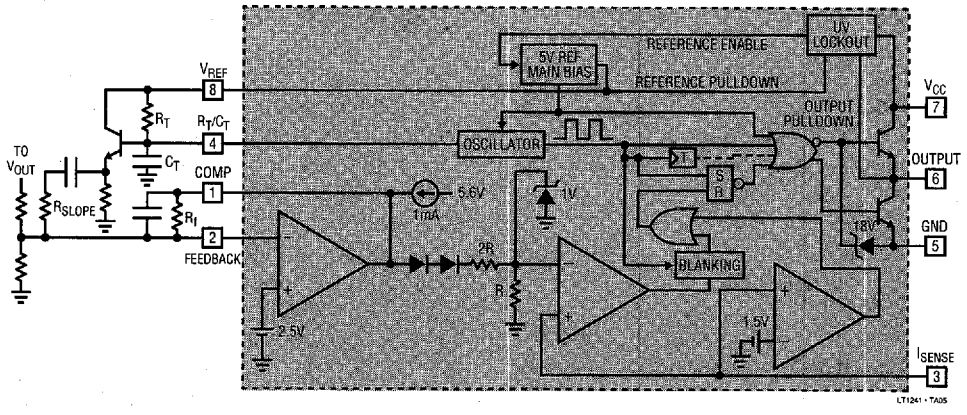 UV
LOCKOUT
REFERENCE ENABLE
5V REF
MAIN BIAS
REFERENCE PULLDOWN
VREF
8
VCC
7
RT
RT/CT
4
OSCILLATOR
OUTPUT
PULLDOWN
TO
VOUT
CT
COMP
1
T
OUTPUT
6
5.6V
1mA
1V
S
R
RSLOPE
Rf
2
FEEDBACK
–
18V
GND
5
2R
R
–
BLANKING
+
2.5V
+
+
1.5V
–
ISENSE
3
LT1241 • TA05